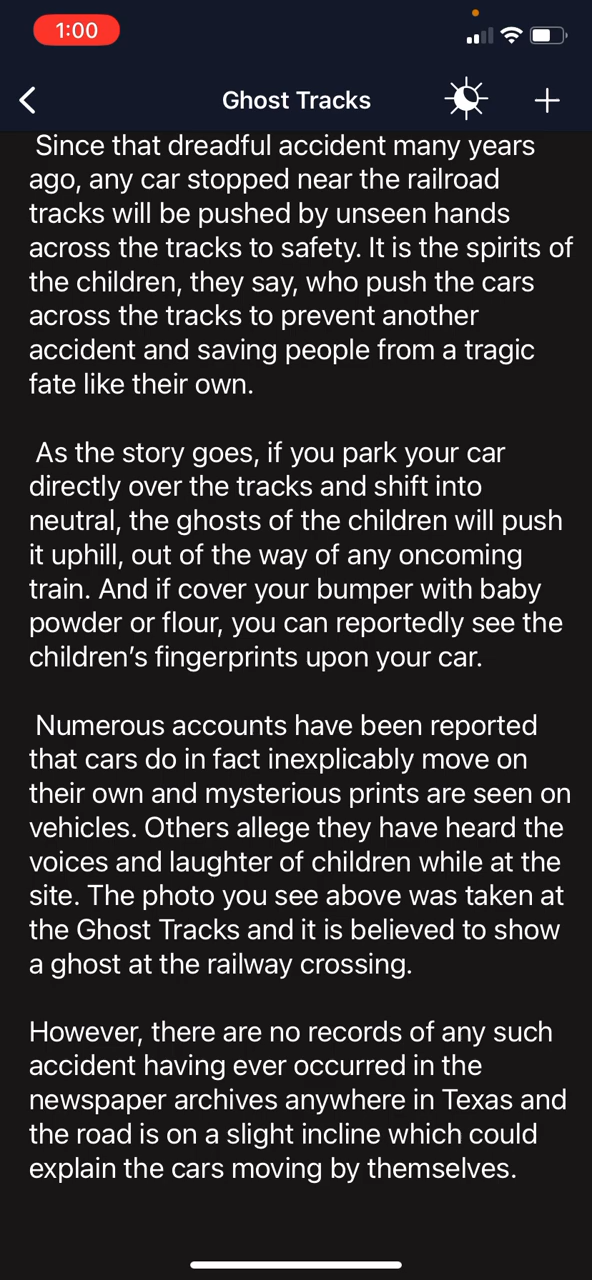 1:00
Ghost Tracks
Since that dreadful accident many years
ago, any car stopped near the railroad
tracks will be pushed by unseen hands
across the tracks to safety. It is the spirits of
the children, they say, who push the cars
across the tracks to prevent another
accident and saving people from a tragic
fate like their own.
As the story goes, if you park your car
directly over the tracks and shift into
neutral, the ghosts of the children will push
it uphill, out of the way of any oncoming
train. And if cover your bumper with baby
powder or flour, you can reportedly see the
children's fingerprints upon your car.
Numerous accounts have been reported
that cars do in fact inexplicably move on
their own and mysterious prints are seen on
vehicles. Others allege they have heard the
voices and laughter of children while at the
site. The photo you see above was taken at
the Ghost Tracks and it is believed to show
a ghost at the railway crossing.
However, there are no records of any such
accident having ever occurred in the
newspaper archives anywhere in Texas and
the road is on a slight incline which could
explain the cars moving by themselves.